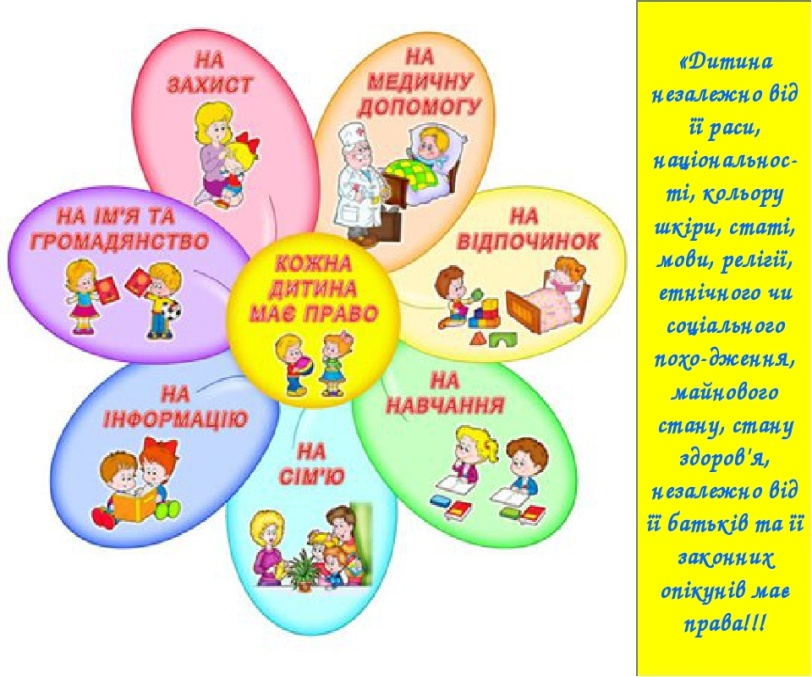 НА
ЗАХИСТ
НА
МЕДИЧНУ
ДОПОМОГУ
НА ІМ'Я ТА
ГРОМАДЯНСТВО
НА
ВІДПОЧИНОК
КОЖНА
ДИТИНА
МАЄ ПРАВО
НА
ІНФОРМАЦІЮ
НА
СІМ'Ю
НА
НАВЧАННЯ
«Дитина
незалежно від
її раси,
національнос-
ті, кольору
шкіри, статі,
мови, релігії,
етнічного чи
соціального
похо-дження,
майнового
стану, стану
здоров'я,
незалежно від
її батьків та її
законних
опікунів має
права!!!